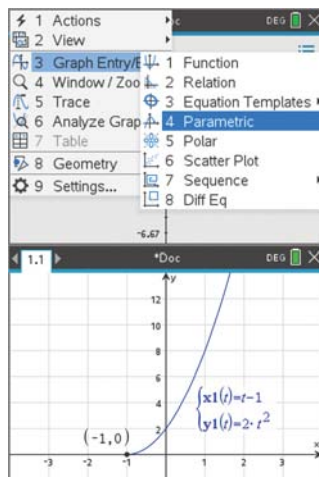 1 Actions
2 View
3 Graph Entry/E
4 Window / Zoo
5 Trace
6 Analyze Grap
7 Table
8 Geometry
9 Settings...
DEG
1 Function
2 Relation
3 Equation Templates
4 Parametric
5 Polar
6 Scatter Plot
7 Sequence
8 Diff Eq
-6.67
1.1 *Doc DEG
y
12
10
8
6
4
2
x1(t)=t-1
y1(t)=2·t²
(-1,0)
x
-3 -2 -1 1 2 3